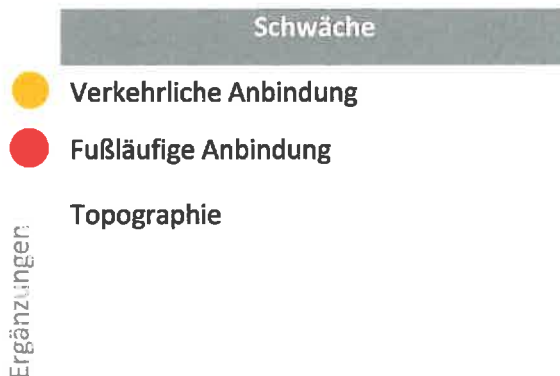 Schwäche
Verkehrliche Anbindung
Fußläufige Anbindung
Topographie
Ergänzungen